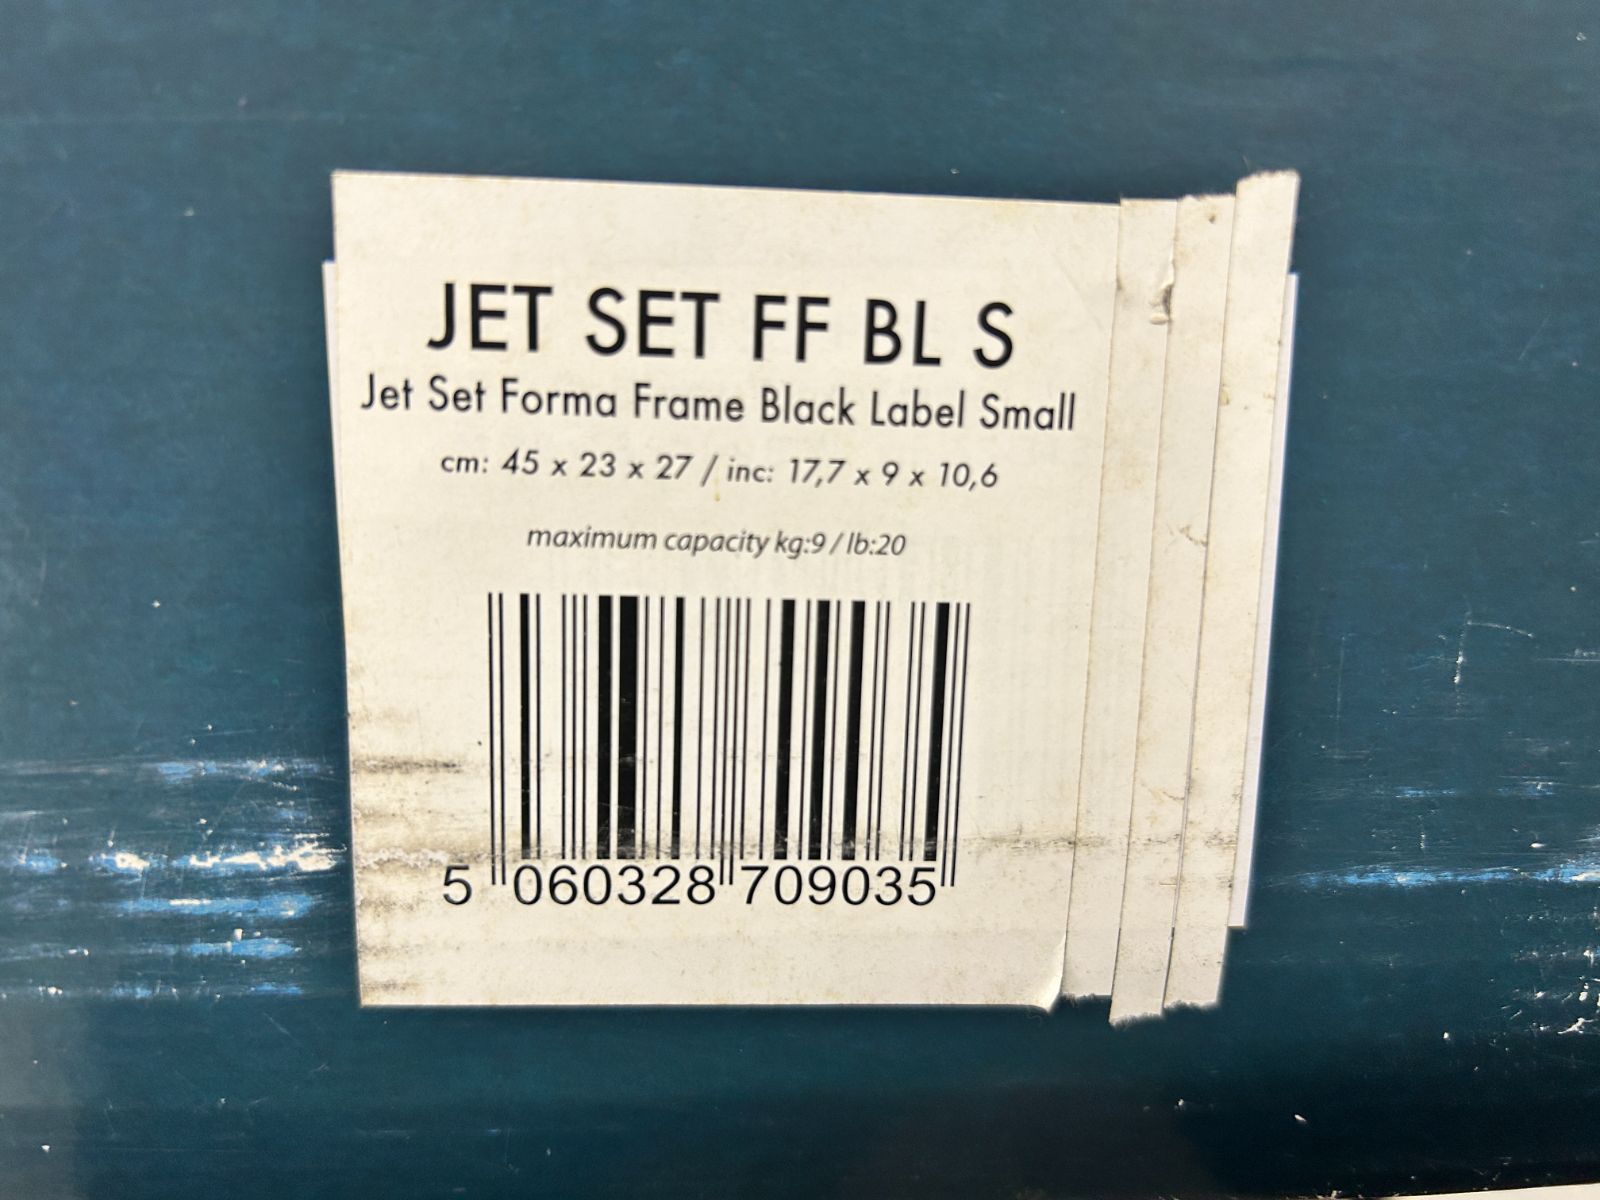 JET SET FF BL S
Jet Set Forma Frame Black Label Small
cm: 45 x 23 x 27 / inc: 17,7 x 9 x 10,6
maximum capacity kg:9 / lb:20
5 060328 709035